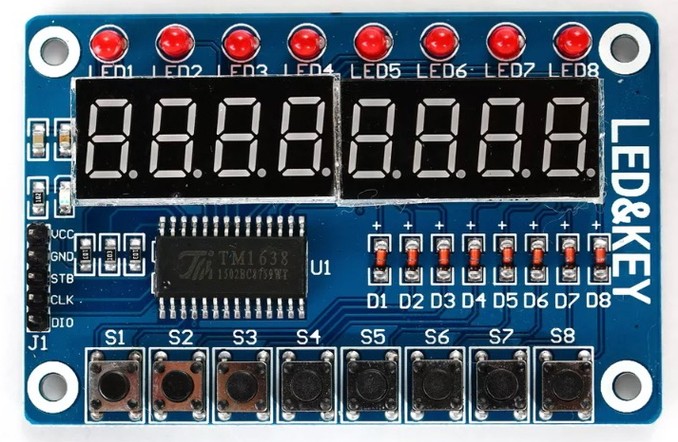 LED1 LED2 LED3 LED4 LED5 LED6 LED7 LED8
LED&KEY
VCC
GND
STB
CLK
DIO
J1
TM1638
U1
+ + + + + + + +
D1 D2 D3 D4 D5 D6 D7 D8
S1 S2 S3 S4 S5 S6 S7 S8